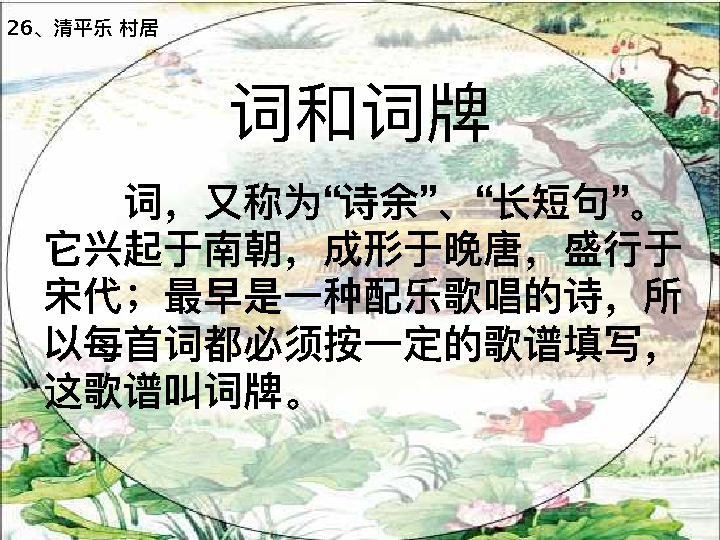 26、清平乐 村居
词和词牌
词，又称为“诗余”、“长短句”。
它兴起于南朝，成形于晚唐，盛行于
宋代；最早是一种配乐歌唱的诗，所
以每首词都必须按一定的歌谱填写，
这歌谱叫词牌。